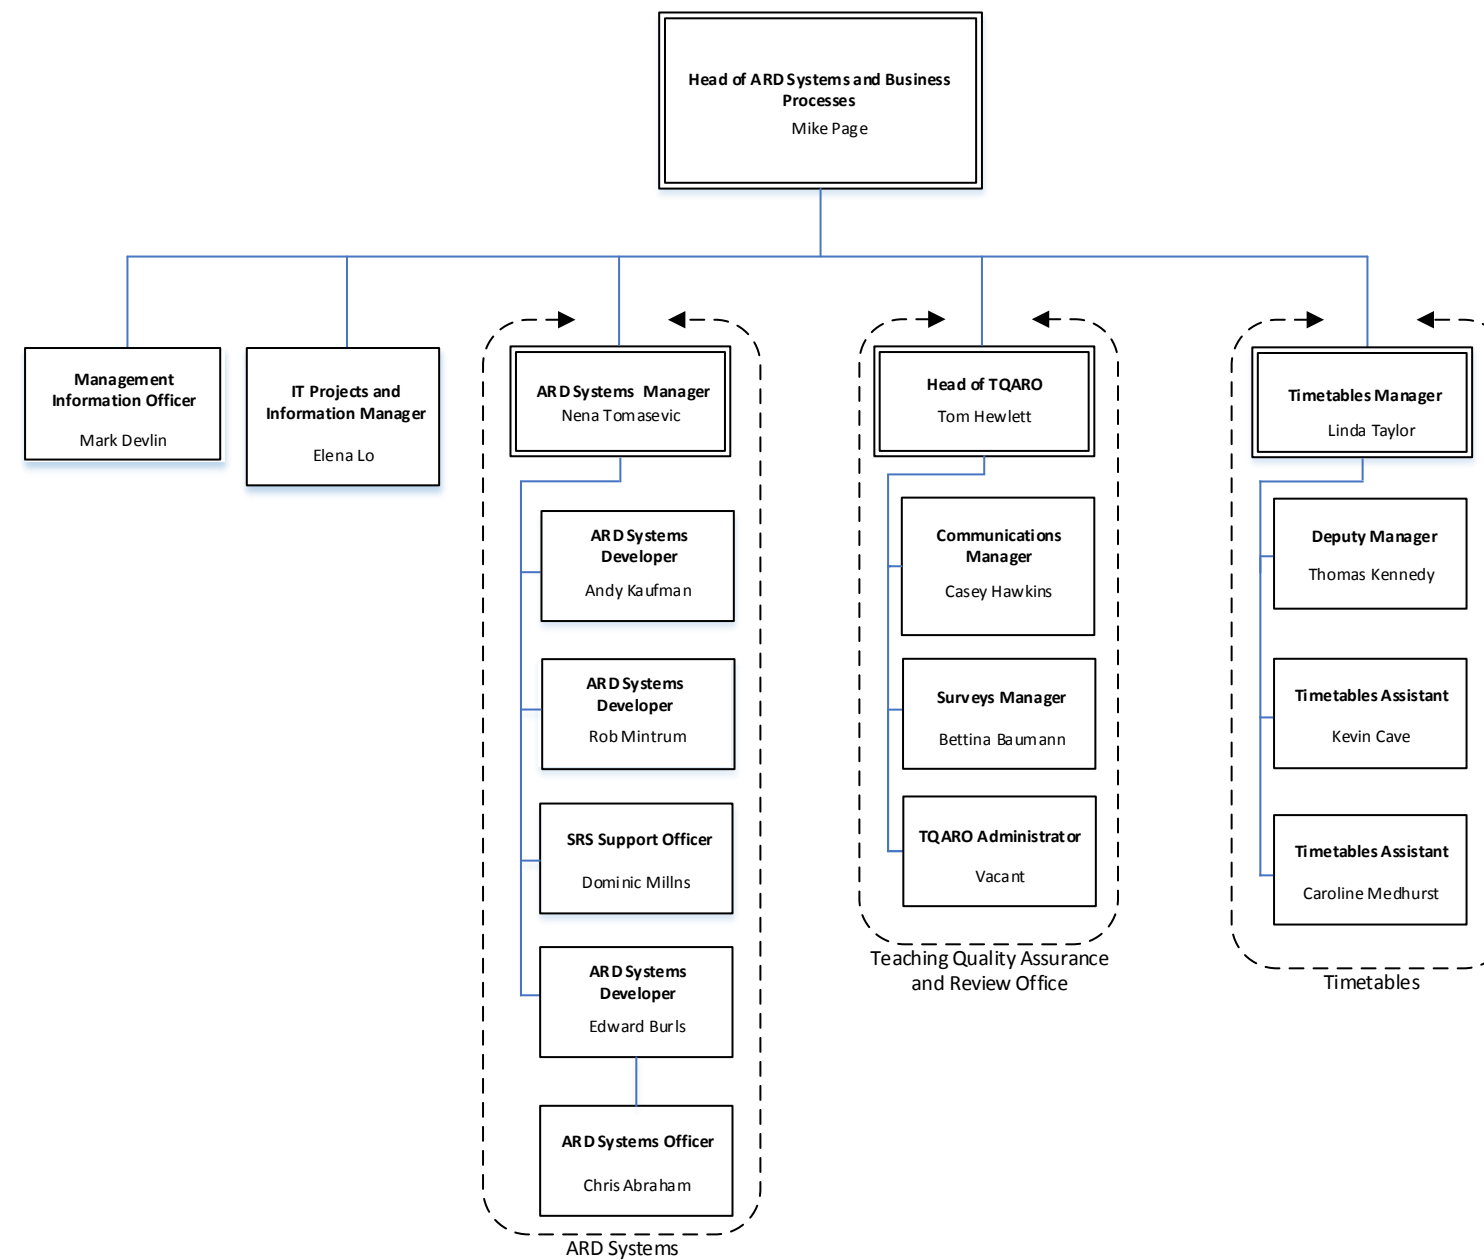 Head of ARD Systems and Business
Processes
Mike Page
Management
Information Officer
Mark Devlin
IT Projects and
Information Manager
Elena Lo
ARD Systems Manager
Nena Tomasevic
Head of TQARO
Tom Hewlett
Timetables Manager
Linda Taylor
ARD Systems
Developer
Andy Kaufman
ARD Systems
Developer
Rob Mintrum
SRS Support Officer
Dominic Millns
ARD Systems
Developer
Edward Burls
ARD Systems Officer
Chris Abraham
ARD Systems
Communications
Manager
Casey Hawkins
Surveys Manager
Bettina Baumann
TQARO Administrator
Vacant
Teaching Quality Assurance
and Review Office
Deputy Manager
Thomas Kennedy
Timetables Assistant
Kevin Cave
Timetables Assistant
Caroline Medhurst
Timetables